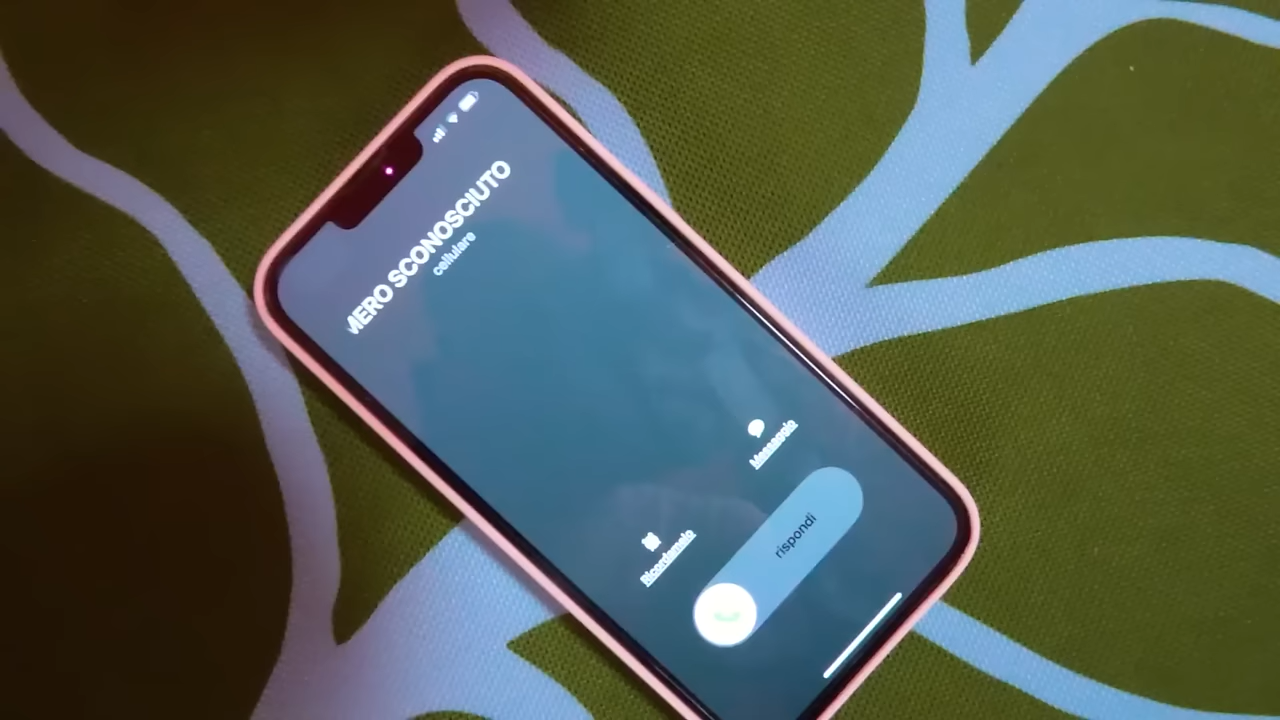 MERO SCONOSCIUTO
cellulare
Messaggio
Ricordamelo
rispondi